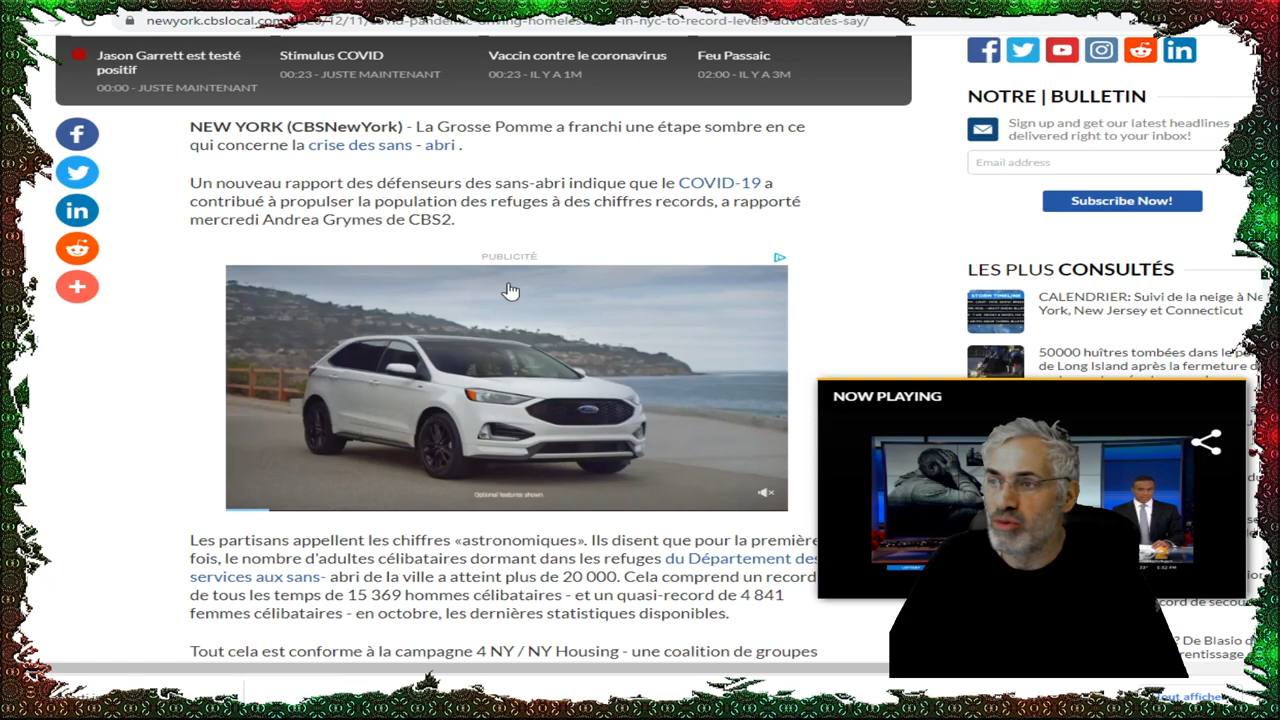 newyork.cbslocal.com
/12/11/covid-pandemic-driving-homeless
-in-nyc-to-record-levels-advocates-say/
Jason Garrett est testé
positif
00:00 - JUSTE MAINTENANT
Stimulus COVID
00:23 - JUSTE MAINTENANT
Vaccin contre le coronavirus
00:23 - IL Y A 1M
Feu Passaic
02:00 - IL Y A 3M
NEW YORK (CBSNewYork) - La Grosse Pomme a franchi une étape sombre en ce
qui concerne la crise des sans - abri .
Un nouveau rapport des défenseurs des sans-abri indique que le COVID-19 a
contribué à propulser la population des refuges à des chiffres records, a rapporté
mercredi Andrea Grymes de CBS2.
PUBLICITÉ
Ford
Optional features shown
Les partisans appellent les chiffres «astronomiques». Ils disent que pour la première
fois, le nombre d'adultes célibataires dormant dans les refuges du Département des
services aux sans- abri de la ville a atteint plus de 20 000. Cela comprend un record
de tous les temps de 15 369 hommes célibataires - et un quasi-record de 4 841
femmes célibataires - en octobre, les dernières statistiques disponibles.
Tout cela est conforme à la campagne 4 NY / NY Housing - une coalition de groupes
NOTRE | BULLETIN
Sign up and get our latest headlines
delivered right to your inbox!
Email address
Subscribe Now!
LES PLUS CONSULTÉS
STORM TIMELINE
CALENDRIER: Suivi de la neige à Ne
York, New Jersey et Connecticut
50000 huîtres tombées dans le
de Long Island après la fermeture
NOW PLAYING
5:32 PM
? De Blasio
Tout affiche